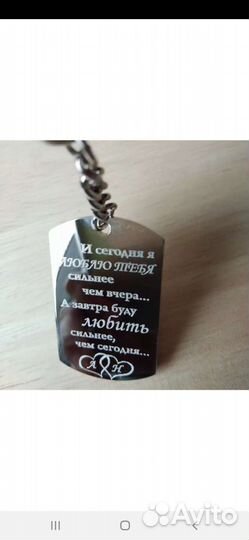 И сегодня я
ЛЮБЛЮ ТЕБЯ
сильнее
чем вчера...
А завтра буду
любить
сильнее,
чем сегодня...
А Н
Avito